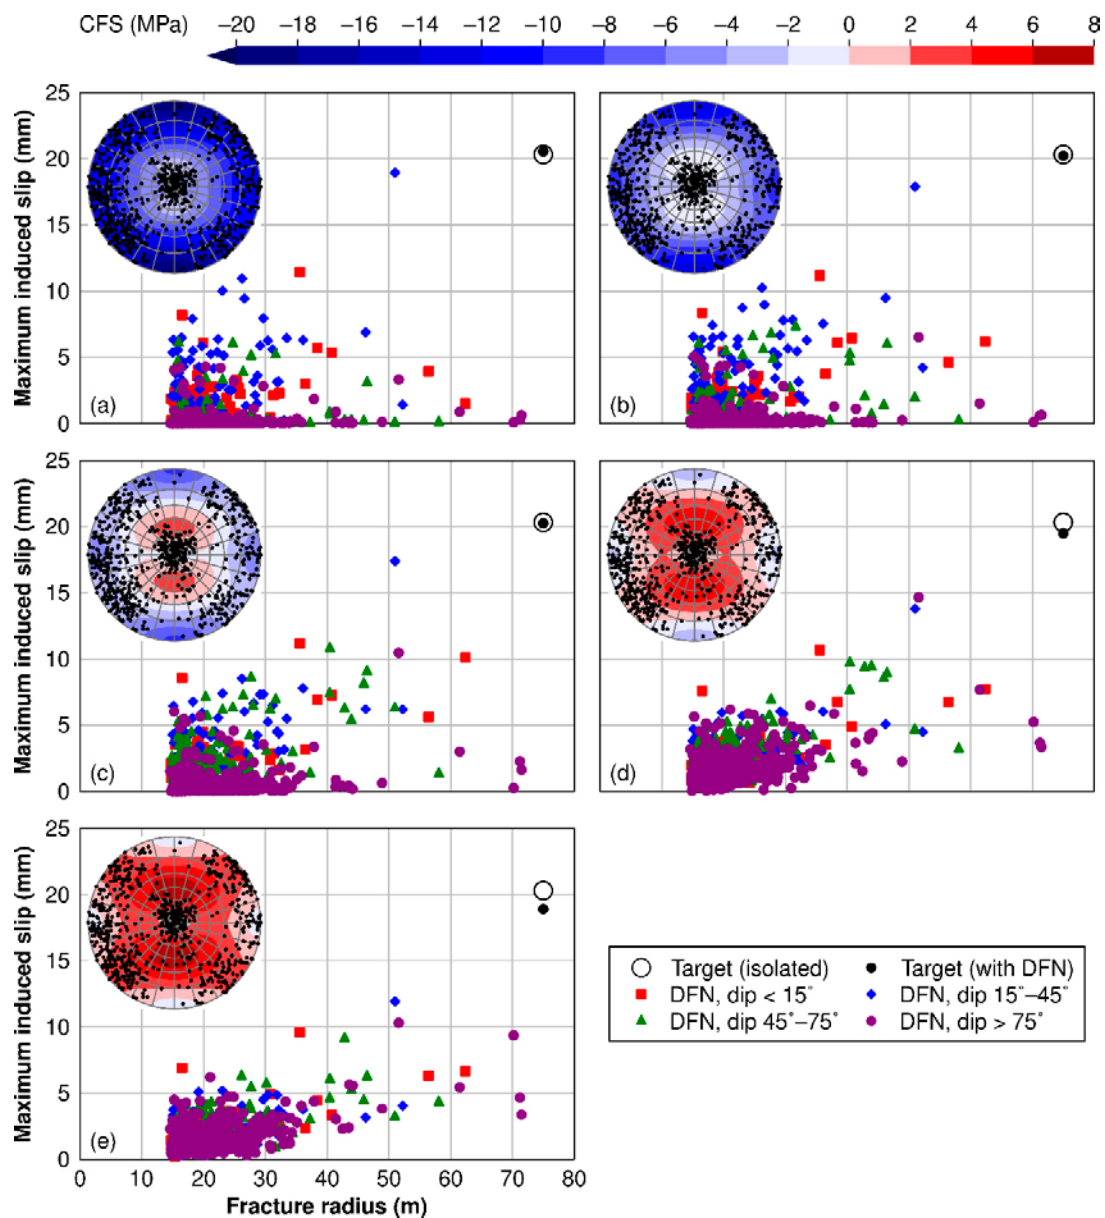 CFS (MPa) −20 −18 −16 −14 −12 −10 −8 −6 −4 −2 0 2 4 6 8
Maximum induced slip (mm)
25
20
15
10
5
0
(a)
Maximum induced slip (mm)
(b)
Maximum induced slip (mm)
25
20
15
10
5
0
(c)
(d)
Maximum induced slip (mm)
25
20
15
10
5
0
(e)
0 10 20 30 40 50 60 70 80
Fracture radius (m)
Target (isolated)
Target (with DFN)
DFN, dip < 15°
DFN, dip 15°–45°
DFN, dip 45°–75°
DFN, dip > 75°